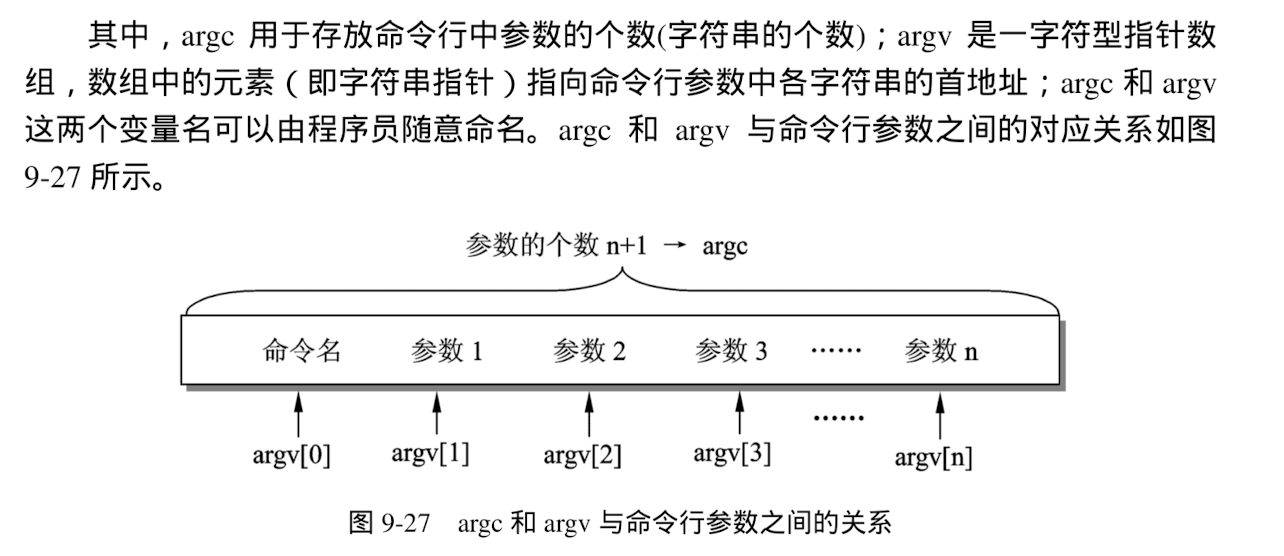 其中，argc 用于存放命令行中参数的个数(字符串的个数)；argv 是一字符型指针数
组，数组中的元素（即字符串指针）指向命令行参数中各字符串的首地址；argc 和 argv
这两个变量名可以由程序员随意命名。argc 和 argv 与命令行参数之间的对应关系如图
9-27 所示。
参数的个数 n+1 → argc
命令名 参数 1 参数 2 参数 3 …… 参数 n
argv[0] argv[1] argv[2] argv[3] …… argv[n]
图 9-27 argc 和 argv 与命令行参数之间的关系